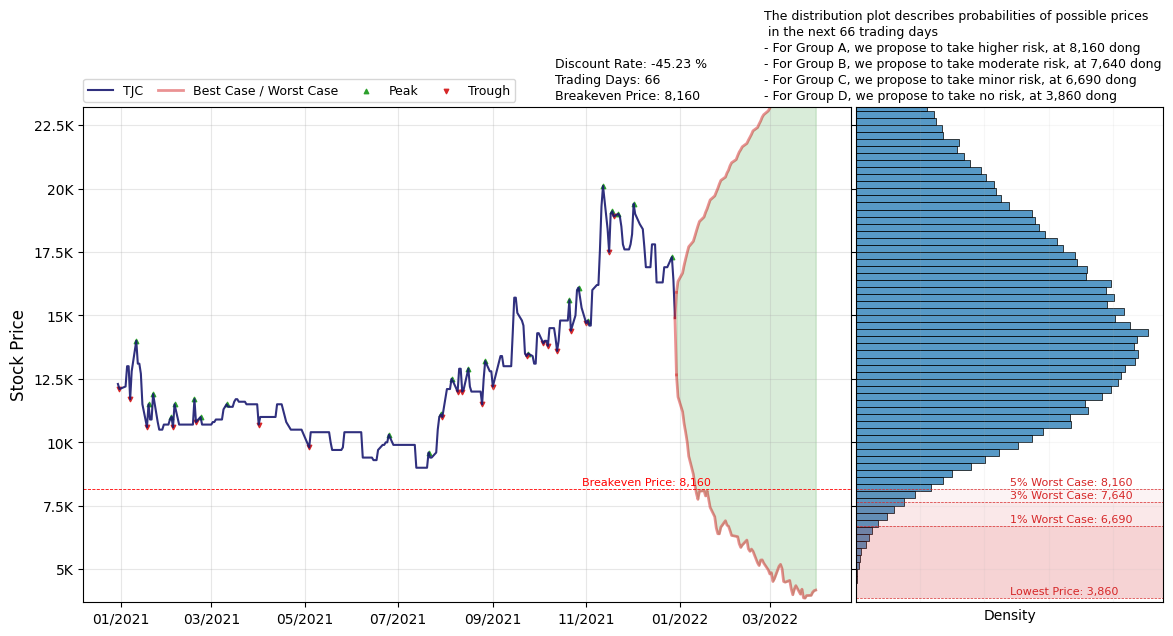 The distribution plot describes probabilities of possible prices
in the next 66 trading days
- For Group A, we propose to take higher risk, at 8,160 dong
- For Group B, we propose to take moderate risk, at 7,640 dong
- For Group C, we propose to take minor risk, at 6,690 dong
- For Group D, we propose to take no risk, at 3,860 dong
Discount Rate: -45.23 %
Trading Days: 66
Breakeven Price: 8,160
TJC Best Case / Worst Case Peak Trough
22.5K
20K
17.5K
15K
12.5K
10K
7.5K
5K
Stock Price
Breakeven Price: 8,160
5% Worst Case: 8,160
3% Worst Case: 7,640
1% Worst Case: 6,690
Lowest Price: 3,860
01/2021 03/2021 05/2021 07/2021 09/2021 11/2021 01/2022 03/2022
Density